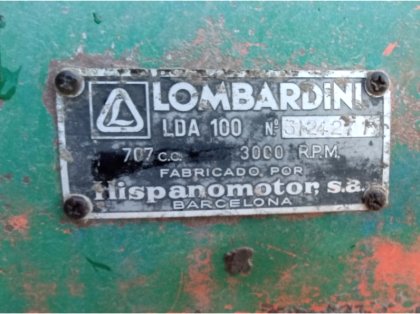 LOMBARDINI
LDA 100 Nº
707 C.C. 3000 R.P.M.
FABRICADO POR
Hispanomotor, s.a.
BARCELONA